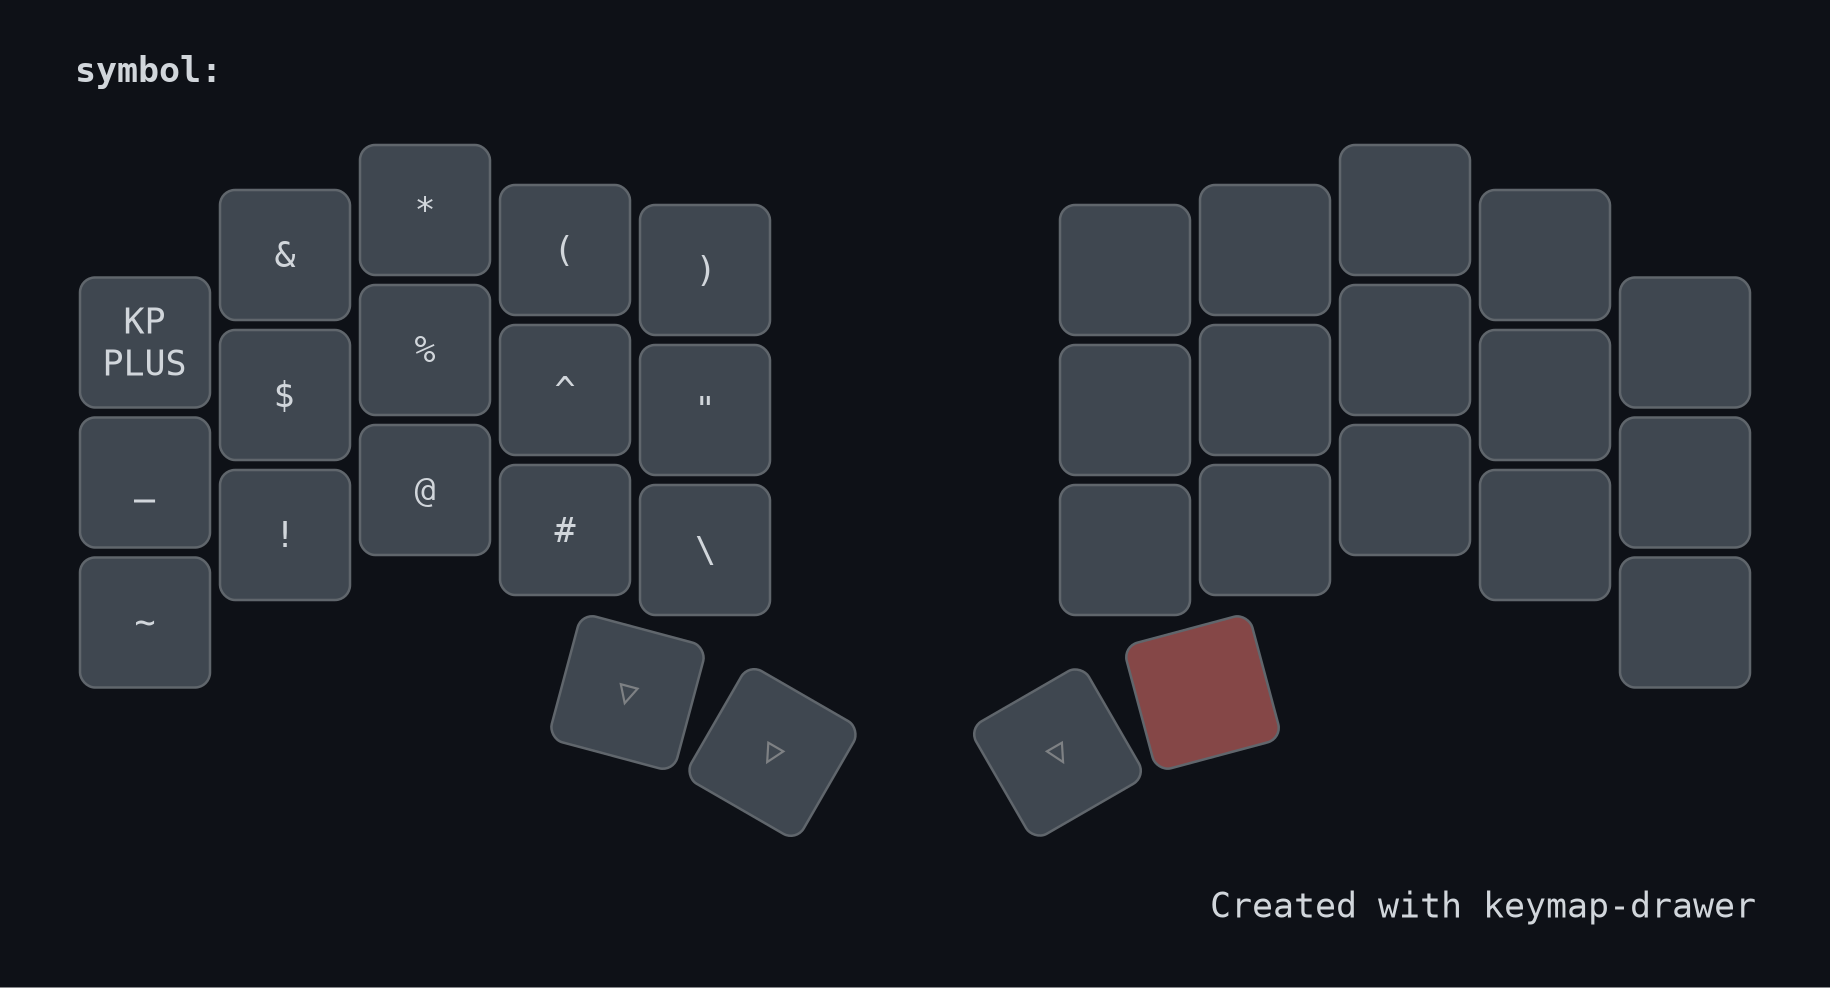 symbol:
* 
& ( )
KP
PLUS
$ % ^ "
_ ! @ # \
~
▽ ▷ ◁
Created with keymap-drawer